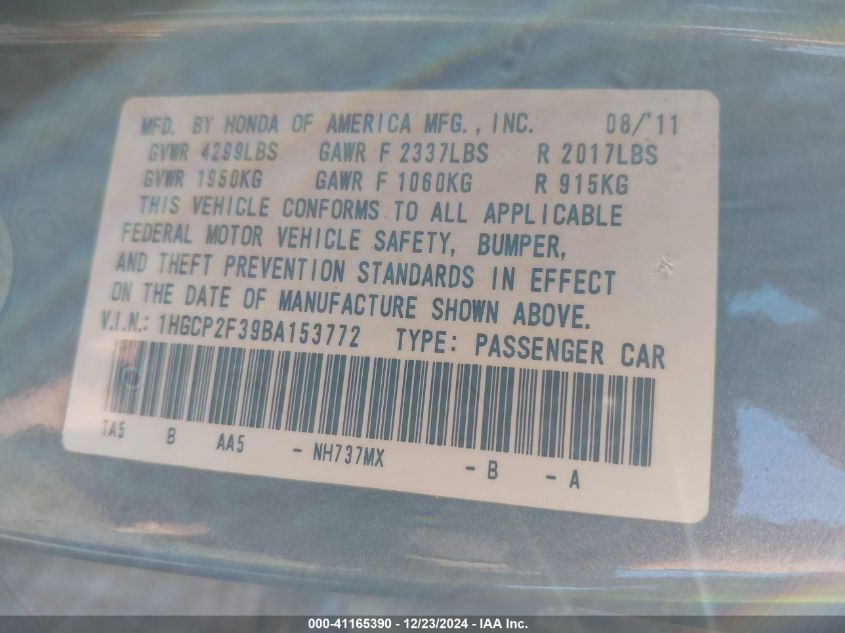 MFD. BY HONDA OF AMERICA MFG., INC. 08/'11
GVWR 4299LBS GAWR F 2337LBS R 2017LBS
GVWR 1950KG GAWR F 1060KG R 915KG
THIS VEHICLE CONFORMS TO ALL APPLICABLE
FEDERAL MOTOR VEHICLE SAFETY, BUMPER,
AND THEFT PREVENTION STANDARDS IN EFFECT
ON THE DATE OF MANUFACTURE SHOWN ABOVE.
V.I.N.: 1HGCP2F39BA153772 TYPE: PASSENGER CAR
TA5 B AA5 - NH737MX - B - A
000-41165390 - 12/23/2024 - IAA Inc.